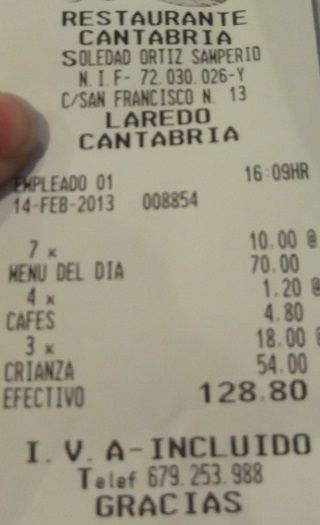 RESTAURANTE
CANTABRIA
SOLEDAD ORTIZ SAMPERIO
N.I.F- 72.030.026-Y
C/SAN FRANCISCO N. 13
LAREDO
CANTABRIA
EMPLEADO 01 16:09HR
14-FEB-2013 008854
7 x 10.00 @
MENU DEL DIA 70.00
4 x 1.20 @
CAFES 4.80
3 x 18.00 @
CRIANZA 54.00
EFECTIVO 128.80
I.V.A-INCLUIDO
Telef 679.253.988
GRACIAS